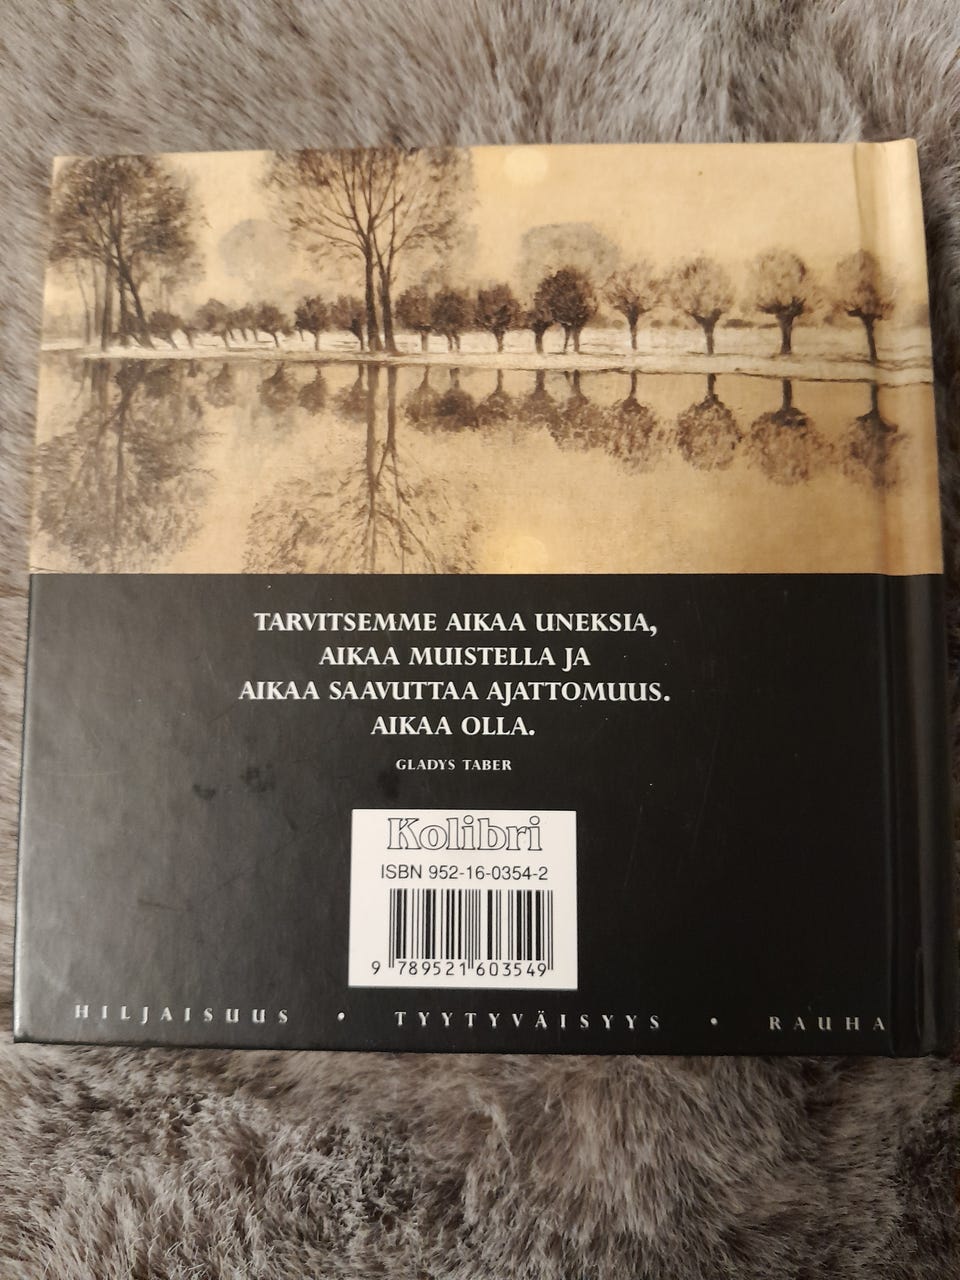 TARVITSEMME AIKAA UNEKSIA,
AIKAA MUISTELLA JA
AIKAA SAAVUTTAA AJATTOMUUS.
AIKAA OLLA.
GLADYS TABER
Kolibri
ISBN 952-16-0354-2
9 789521 603549
HILJAISUUS • TYYTYVÄISYYS • RAUHA